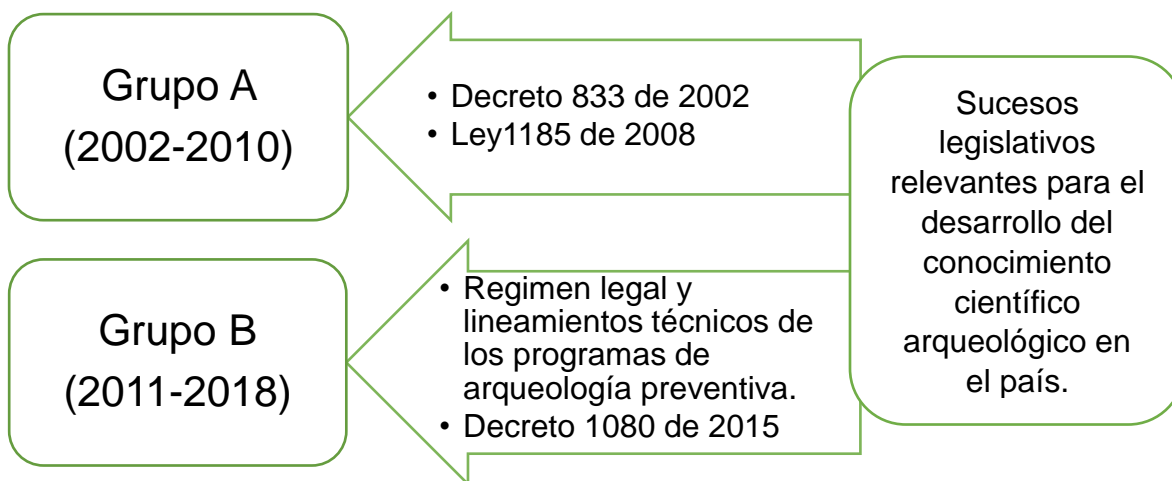 Grupo A
(2002-2010)
• Decreto 833 de 2002
• Ley1185 de 2008
Grupo B
(2011-2018)
• Regimen legal y
lineamientos técnicos de
los programas de
arqueología preventiva.
• Decreto 1080 de 2015
Sucesos
legislativos
relevantes para el
desarrollo del
conocimiento
científico
arqueológico en
el país.